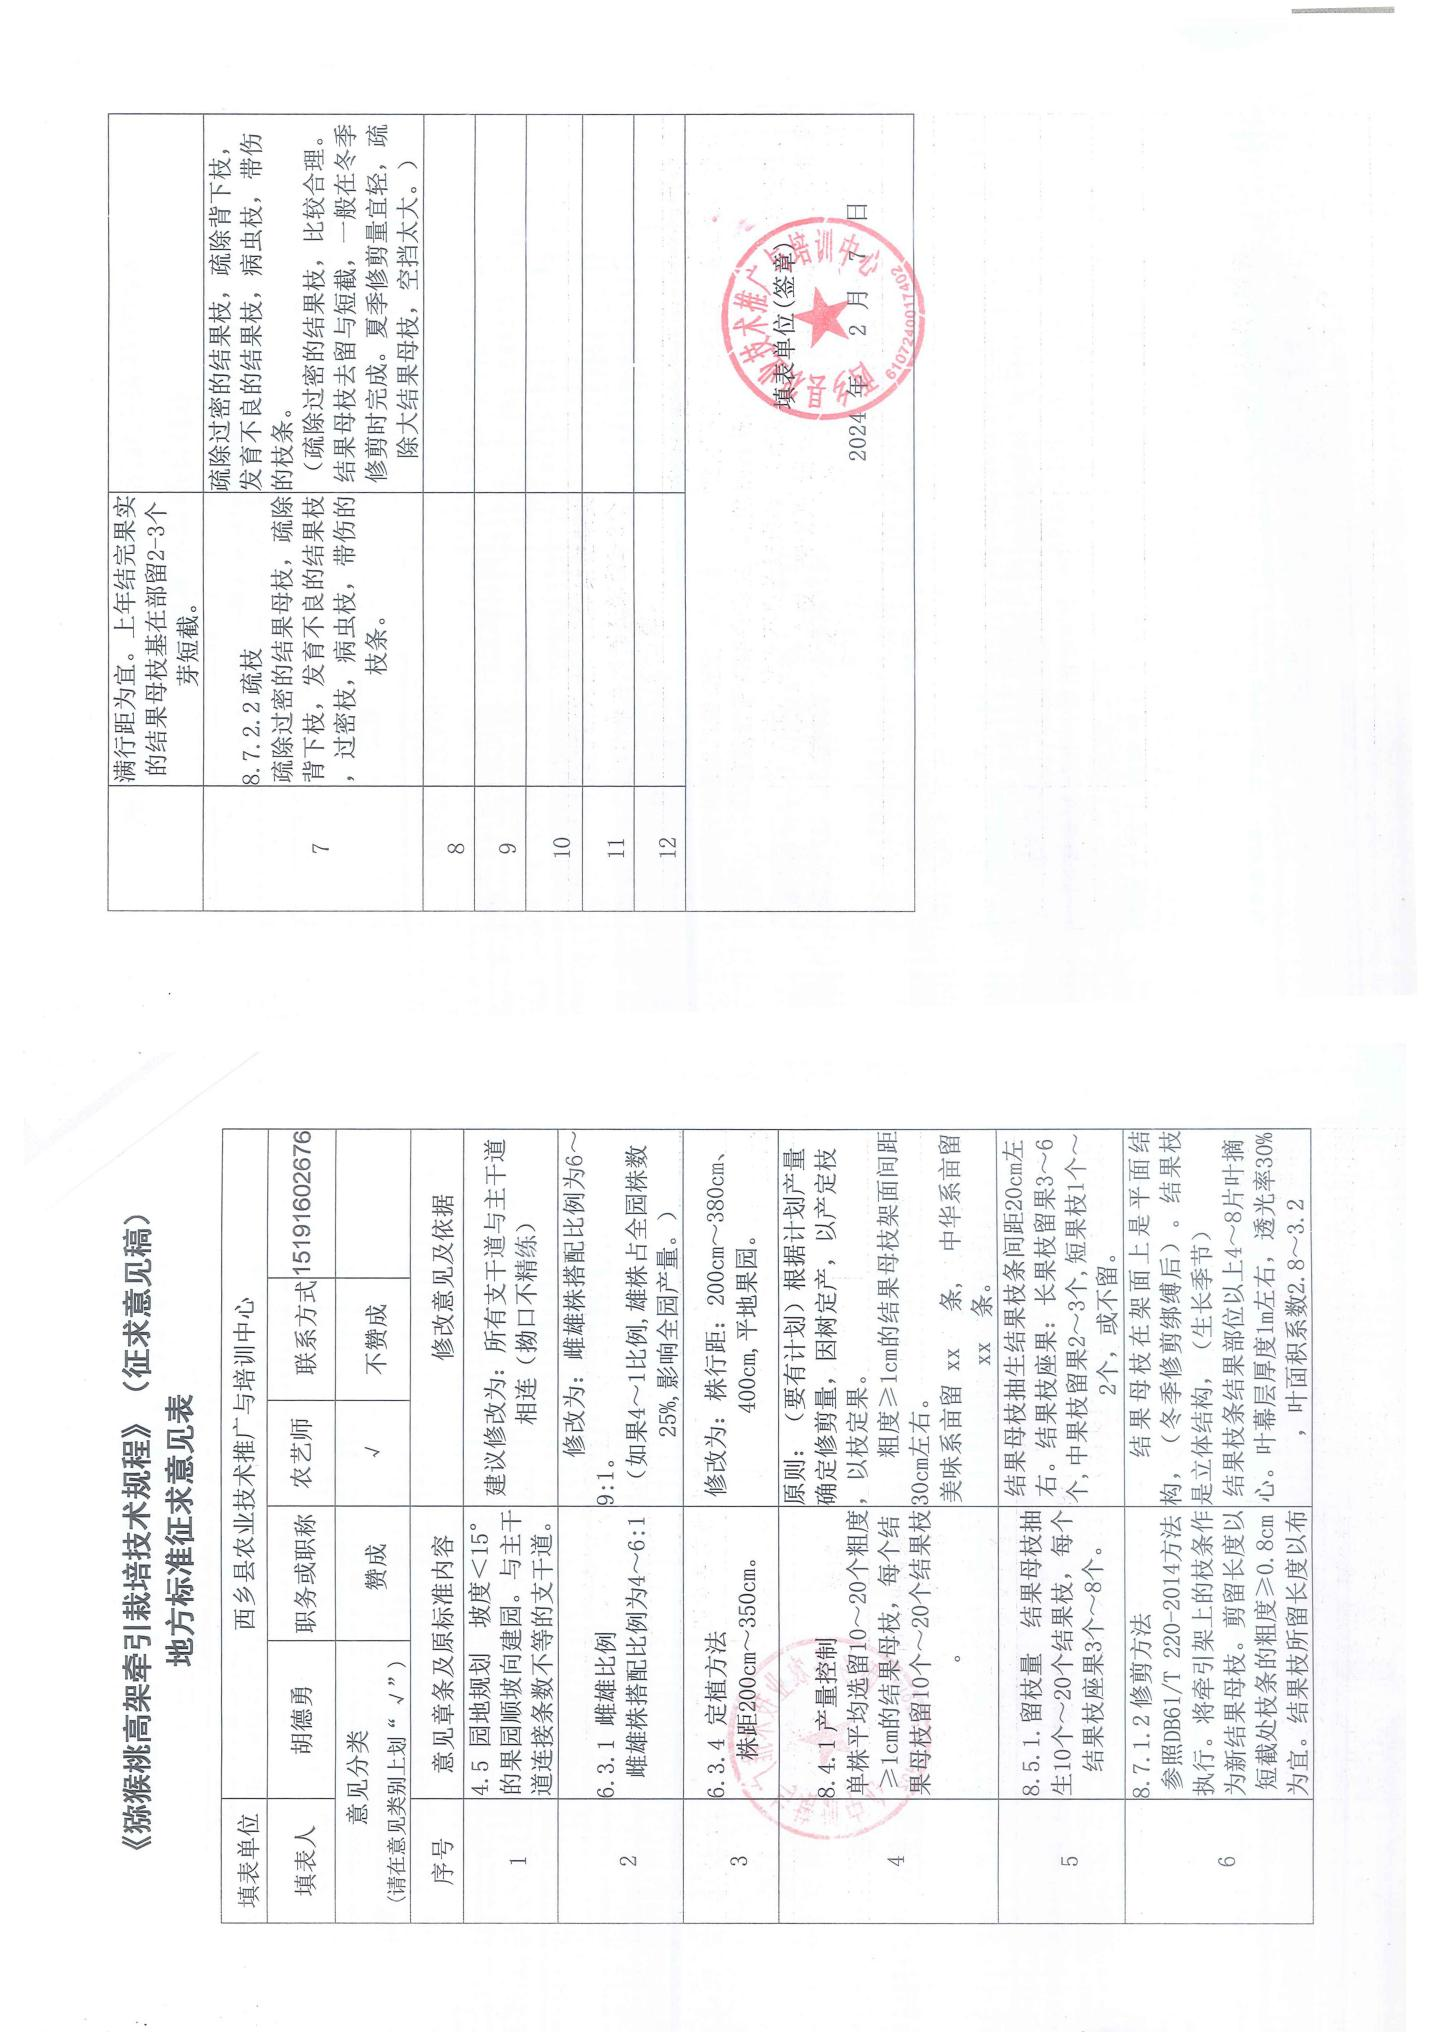 《猕猴桃高架牵引栽培技术规程》（征求意见稿）
地方标准征求意见表
填表单位
西乡县农业技术推广与培训中心
填表人
胡德勇
职务或职称
农艺师
联系方式
15191602676
意见分类
(请在意见类别上划“√”)
赞成
√
不赞成
序号
意见章条及原标准内容
修改意见及依据
1
4.5 园地规划 坡度＜15°
的果园顺坡向建园。与主干
道连接条数不等的支干道。
建议修改为：所有支干道与主干道
相连（拗口不精练）
2
6.3.1 雌雄比例
雌雄株搭配比例为4～6:1
修改为：雌雄株搭配比例为6～
9:1。
（如果4～1比例,雄株占全园株数
25%,影响全园产量。）
3
6.3.4 定植方法
株距200cm～350cm。
修改为：株行距：200cm～380cm、
400cm,平地果园。
4
8.4.1 产量控制
单株平均选留10～20个粗度
≥1cm的结果母枝，每个结
果母枝留10个～20个结果枝
。
原则：（要有计划）根据计划产量
确定修剪量，因树定产，以产定枝
，以枝定果。
粗度≥1cm的结果母枝架面间距
30cm左右。
美味系亩留 xx 条， 中华系亩留
xx 条。
5
8.5.1.留枝量 结果母枝抽
生10个～20个结果枝，每个
结果枝座果3个～8个。
结果母枝抽生结果枝条间距20cm左
右。结果枝座果：长果枝留果3～6
个,中果枝留果2～3个,短果枝1个～
2个，或不留。
6
8.7.1.2修剪方法
参照DB61/T 220-2014方法
执行。将牵引架上的枝条作
为新结果母枝。剪留长度以
短截处枝条的粗度≥0.8cm
为宜。结果枝所留长度以布
结果母枝在架面上是平面结
构，（冬季修剪绑缚后）。结果枝
是立体结构，（生长季节）
结果枝条结果部位以上4～8片叶摘
心。叶幕层厚度1m左右，透光率30%
，叶面积系数2.8～3.2
满行距为宜。上年结完果实
的结果母枝基在部留2-3个
芽短截。
7
8.7.2.2疏枝
疏除过密的结果母枝，疏除
背下枝，发育不良的结果枝
，过密枝，病虫枝，带伤的
枝条。
疏除过密的结果枝，疏除背下枝，
发育不良的结果枝，病虫枝，带伤
的枝条。
（疏除过密的结果枝，比较合理。
结果母枝去留与短截，一般在冬季
修剪时完成。夏季修剪量宜轻，疏
除大结果母枝，空挡太大。）
8
9
10
11
12
填表单位(签章)
2024 年 2 月 7 日
西乡县农业技术推广与培训中心
6107240017402